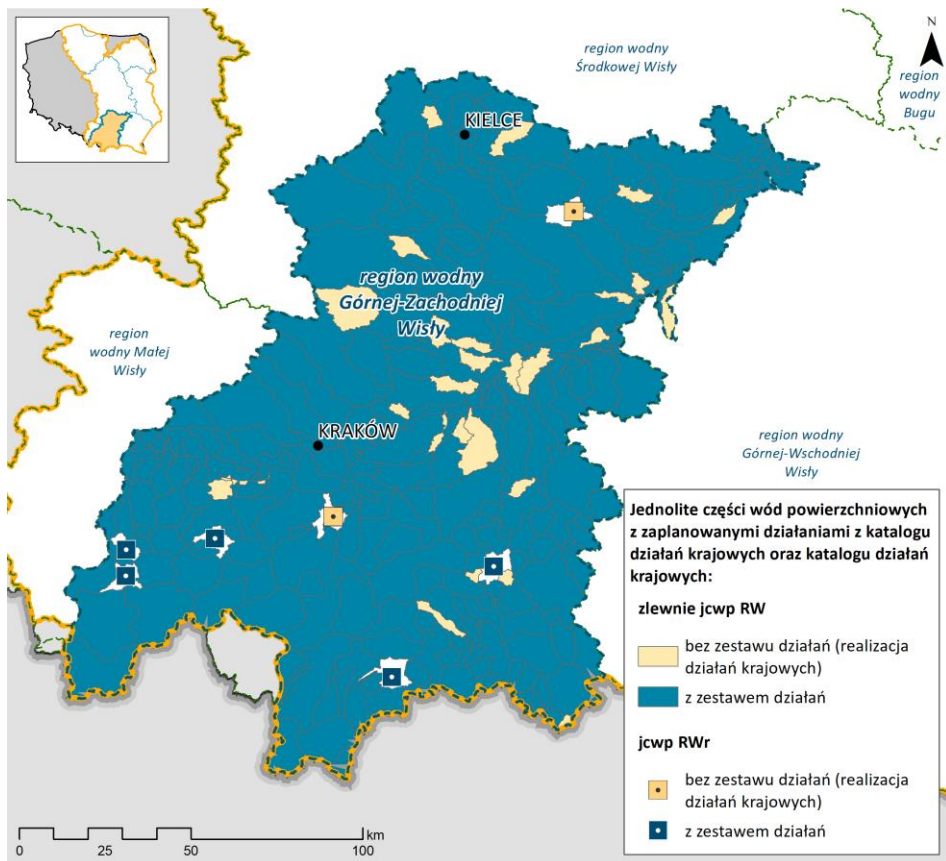 N
region wodny
Środkowej Wisły
region
wodny
Bugu
KIELCE
region wodny
Górnej-Zachodniej
Wisły
region
wodny Małej
Wisły
KRAKÓW
region wodny
Górnej-Wschodniej
Wisły
Jednolite części wód powierzchniowych
z zaplanowanymi działaniami z katalogu
działań krajowych oraz katalogu działań
krajowych:
zlewnie jcwp RW
bez zestawu działań (realizacja
działań krajowych)
z zestawem działań
jcwp RWr
bez zestawu działań (realizacja
działań krajowych)
z zestawem działań
km
0 25 50 100